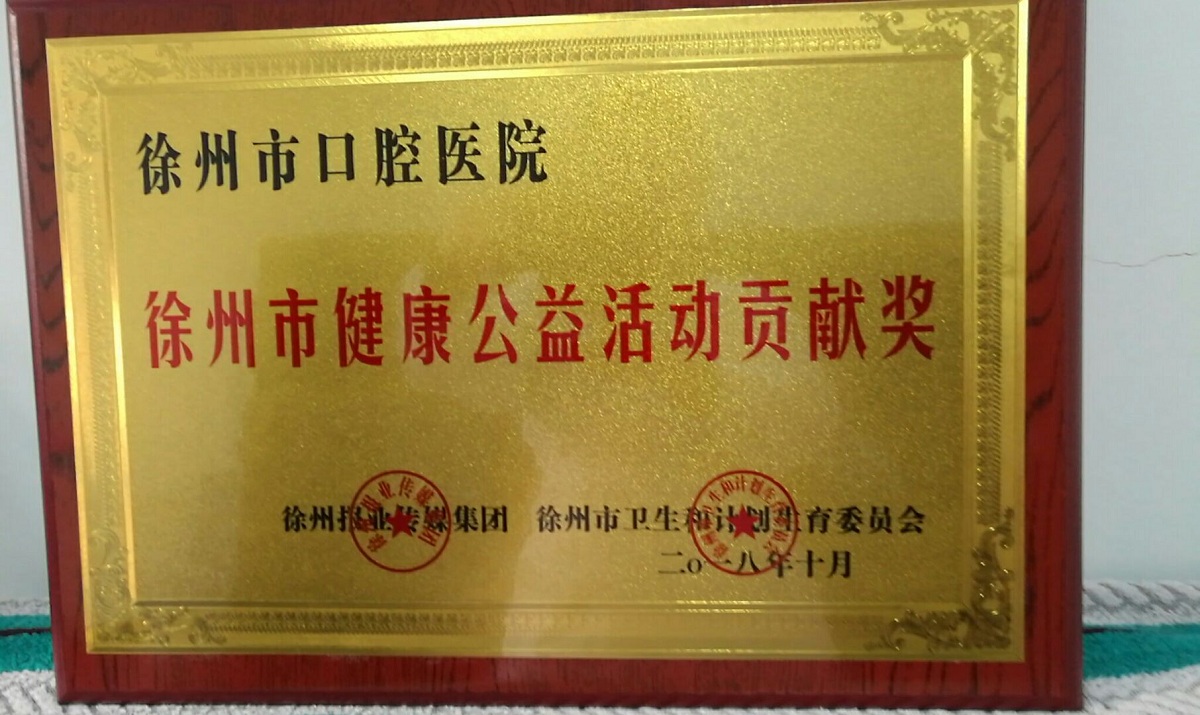 徐州市口腔医院
徐州市健康公益活动贡献奖
徐州报业传媒集团 徐州市卫生和计划生育委员会
二o一八年十月